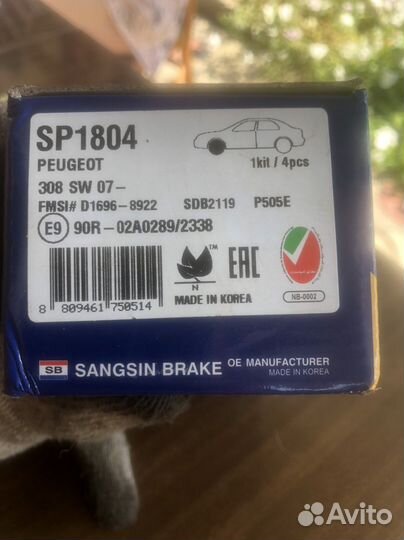 SP1804
PEUGEOT
1kit / 4pcs
308 SW 07-
FMSI# D1696-8922 SDB2119 P505E
E9 90R-02A0289/2338
TM
N
EAC
8 809461 750514
MADE IN KOREA
NB-0002
SB SANGSIN BRAKE OE MANUFACTURER
MADE IN KOREA
Avito